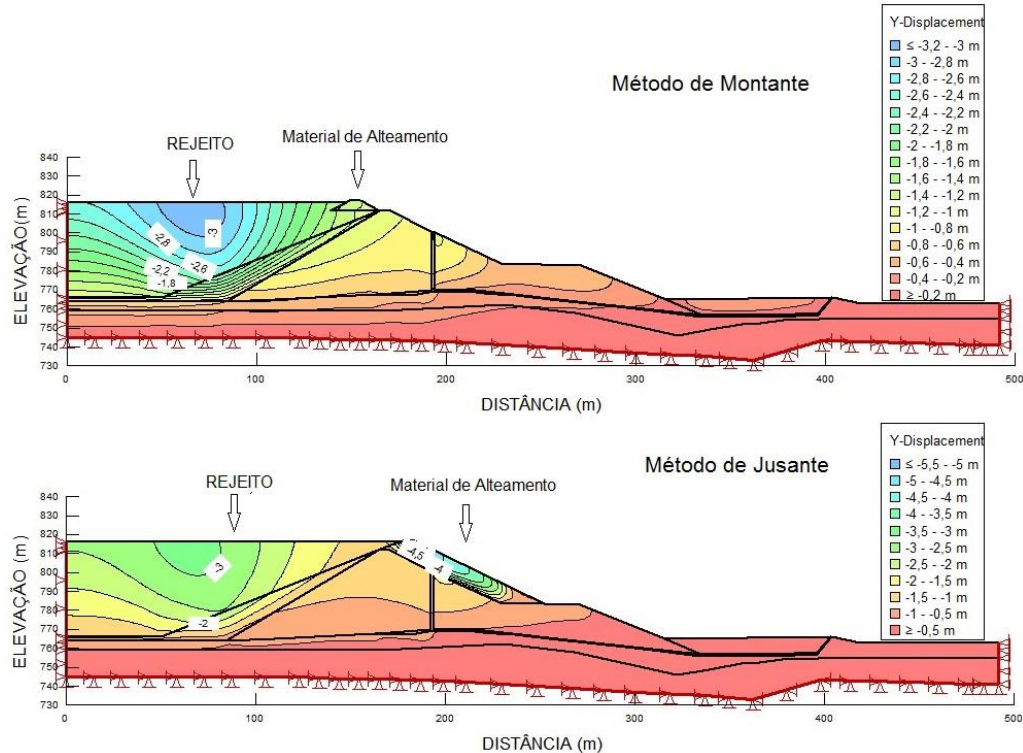 Y-Displacement
≤ -3,2 - -3 m
-3 - -2,8 m
-2,8 - -2,6 m
-2,6 - -2,4 m
-2,4 - -2,2 m
-2,2 - -2 m
-2 - -1,8 m
-1,8 - -1,6 m
-1,6 - -1,4 m
-1,4 - -1,2 m
-1,2 - -1 m
-1 - -0,8 m
-0,8 - -0,6 m
-0,6 - -0,4 m
-0,4 - -0,2 m
≥ -0,2 m
Método de Montante
REJEITO
Material de Alteamento
ELEVAÇÃO(m)
840
830
820
810
800
790
780
770
760
750
740
730
-3
-2,8
-2,6
-2,2
-1,8
0
100
200
300
400
500
DISTÂNCIA (m)
Y-Displacement
≤ -5,5 - -5 m
-5 - -4,5 m
-4,5 - -4 m
-4 - -3,5 m
-3,5 - -3 m
-3 - -2,5 m
-2,5 - -2 m
-2 - -1,5 m
-1,5 - -1 m
-1 - -0,5 m
≥ -0,5 m
Método de Jusante
REJEITO
Material de Alteamento
ELEVAÇÃO (m)
840
830
820
810
800
790
780
770
760
750
740
730
-4,5
-4
-3
-2
0
100
200
300
400
500
DISTÂNCIA (m)